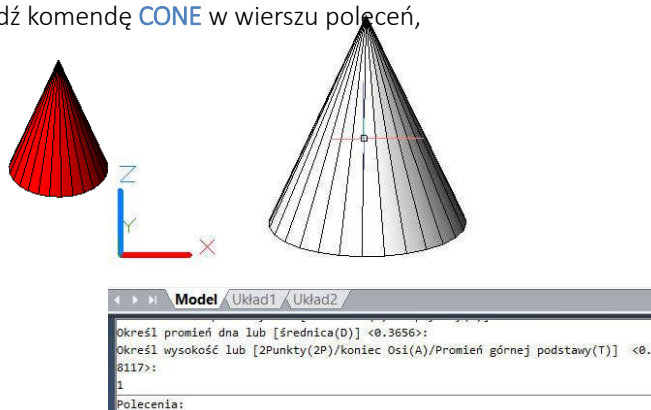 dź komendę CONE w wierszu poleceń,
Z
Y
X
Model Układ1 Układ2
Określ promień dna lub [średnica(D)] <0.3656>:
Określ wysokość lub [2Punkty(2P)/koniec Osi(A)/Promień górnej podstawy(T)] <0.
8117>:
1
Polecenia: